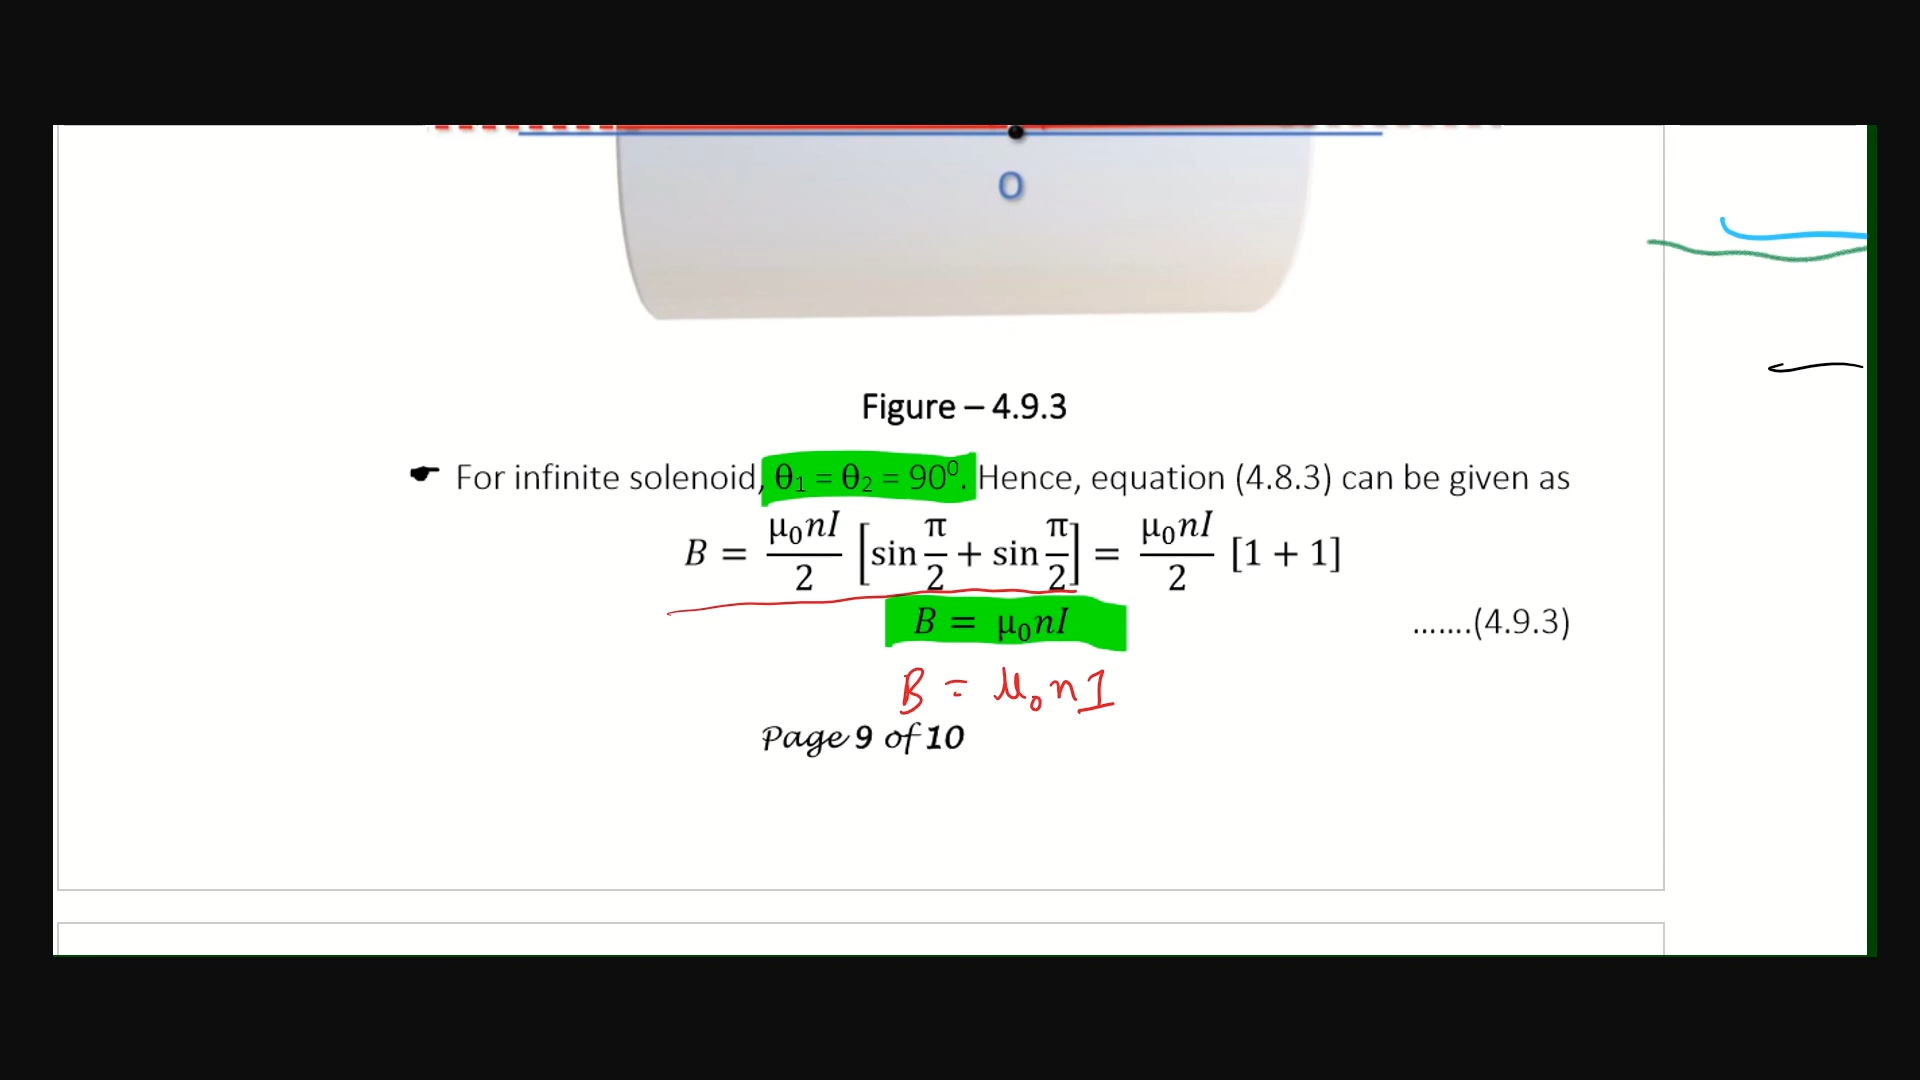 O
Figure – 4.9.3
☛ For infinite solenoid, θ₁ = θ₂ = 90⁰. Hence, equation (4.8.3) can be given as
B = μ₀nI/2 [sin π/2 + sin π/2] = μ₀nI/2 [1 + 1]
B = μ₀nI .......(4.9.3)
B = μ₀nI
Page 9 of 10